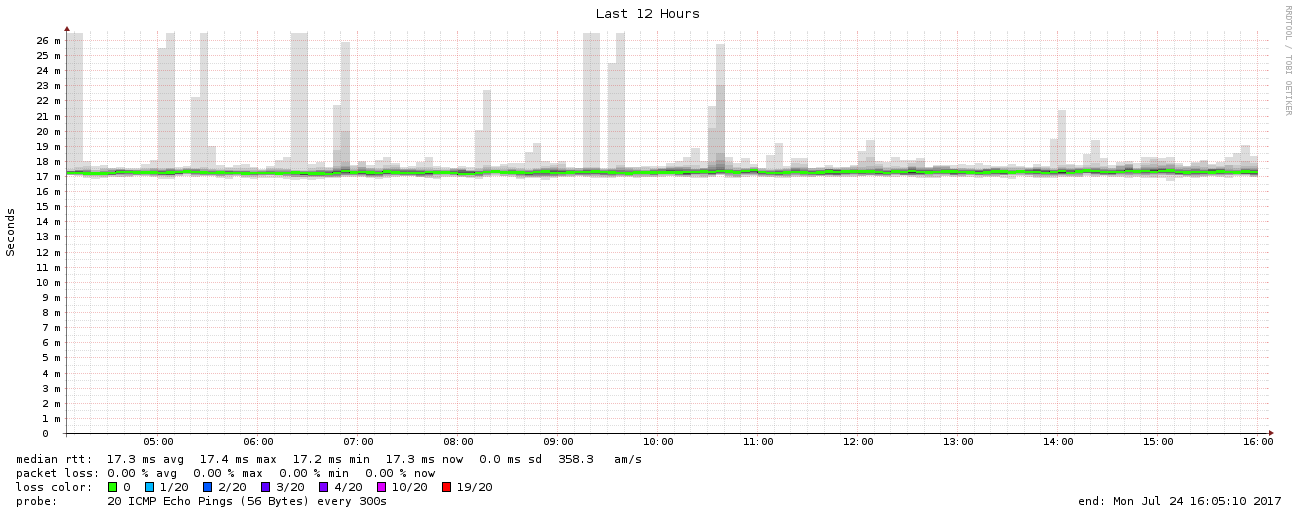 Last 12 Hours
RRDTOOL / TOBI OETIKER
26 m
25 m
24 m
23 m
22 m
21 m
20 m
19 m
18 m
17 m
16 m
15 m
14 m
13 m
12 m
11 m
10 m
9 m
8 m
7 m
6 m
5 m
4 m
3 m
2 m
1 m
0
Seconds
05:00 06:00 07:00 08:00 09:00 10:00 11:00 12:00 13:00 14:00 15:00 16:00
median rtt: 17.3 ms avg 17.4 ms max 17.2 ms min 17.3 ms now 0.0 ms sd 358.3 am/s
packet loss: 0.00 % avg 0.00 % max 0.00 % min 0.00 % now
loss color: 0 1/20 2/20 3/20 4/20 10/20 19/20
probe: 20 ICMP Echo Pings (56 Bytes) every 300s end: Mon Jul 24 16:05:10 2017